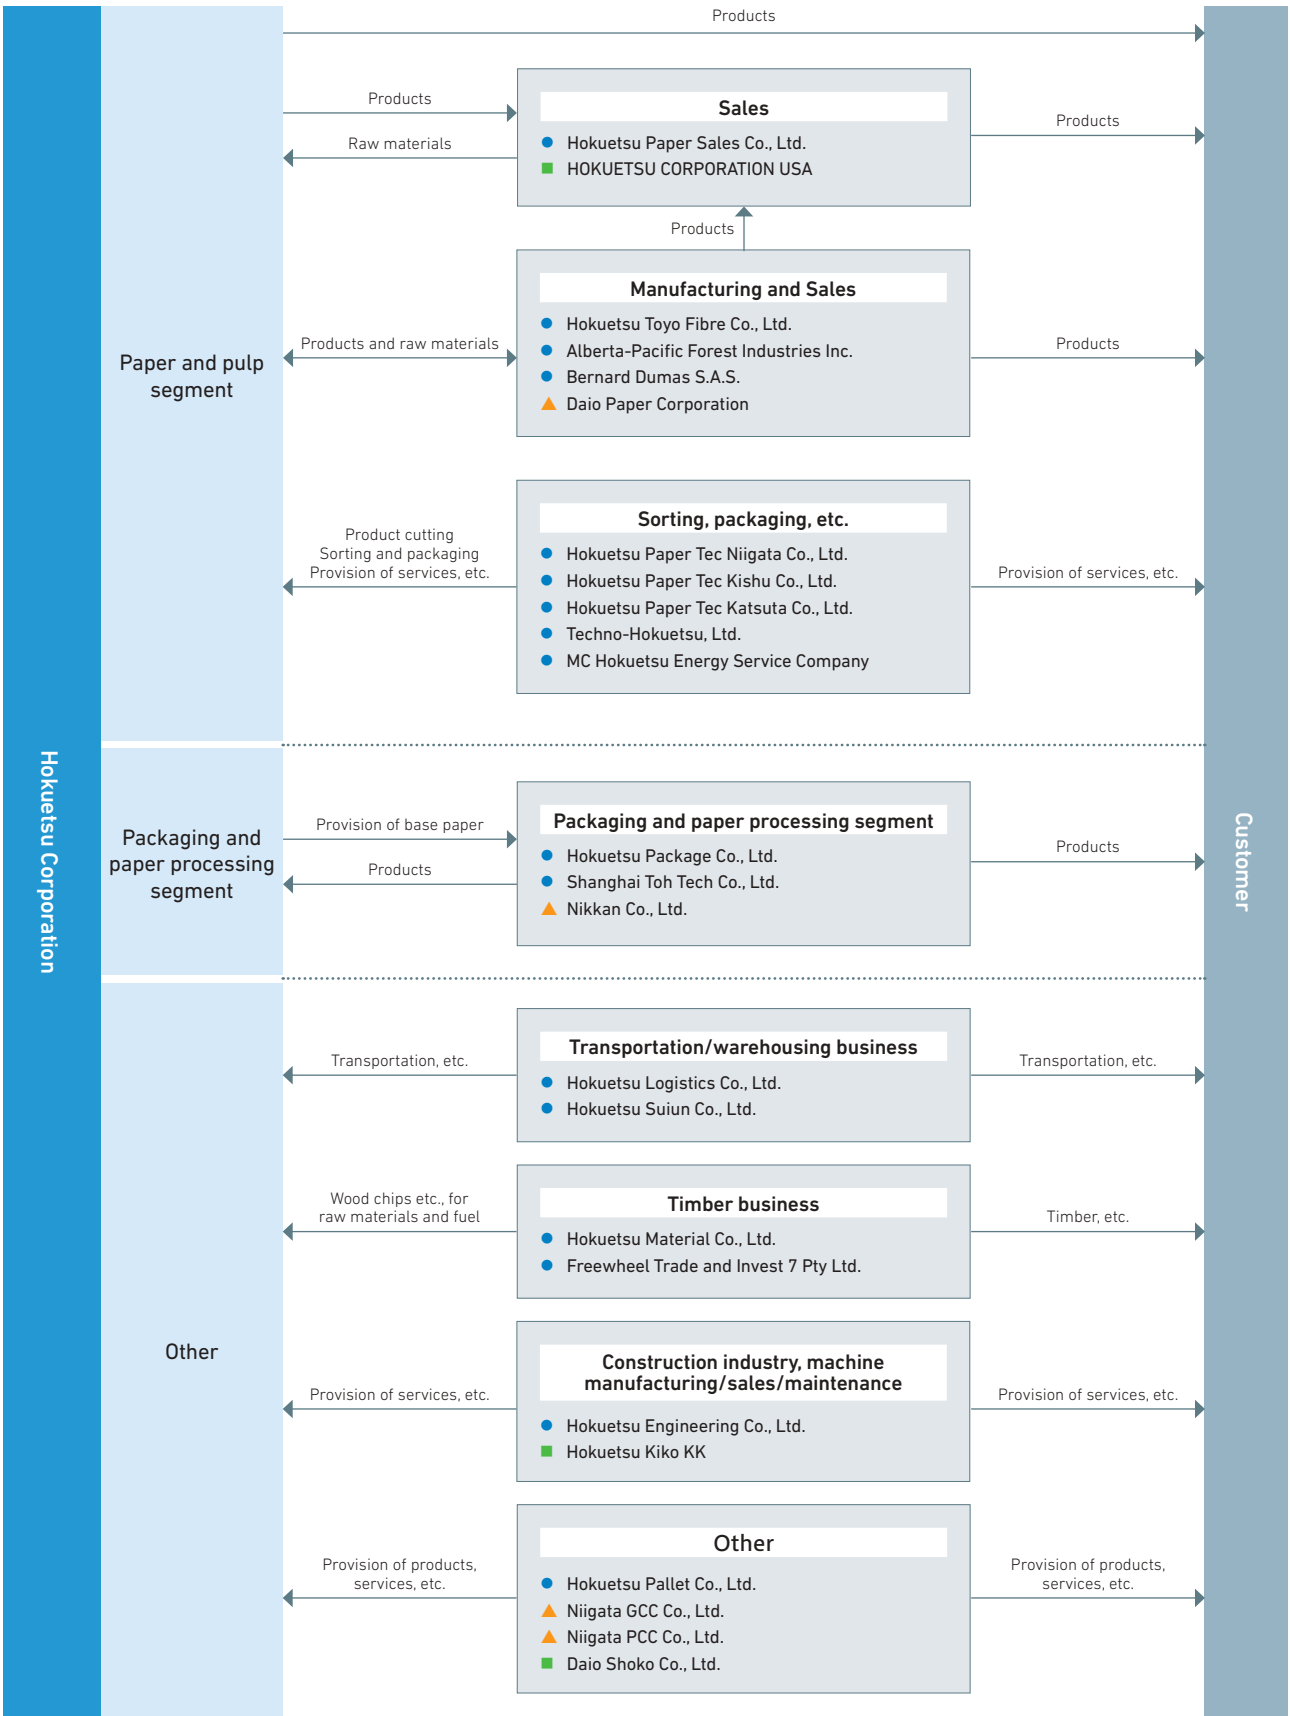 Hokuetsu Corporation
Customer
Paper and pulp
segment
Products
Products
Raw materials
Sales
Hokuetsu Paper Sales Co., Ltd.
HOKUETSU CORPORATION USA
Products
Products
Products and raw materials
Manufacturing and Sales
Hokuetsu Toyo Fibre Co., Ltd.
Alberta-Pacific Forest Industries Inc.
Bernard Dumas S.A.S.
Daio Paper Corporation
Products
Product cutting
Sorting and packaging
Provision of services, etc.
Sorting, packaging, etc.
Hokuetsu Paper Tec Niigata Co., Ltd.
Hokuetsu Paper Tec Kishu Co., Ltd.
Hokuetsu Paper Tec Katsuta Co., Ltd.
Techno-Hokuetsu, Ltd.
MC Hokuetsu Energy Service Company
Provision of services, etc.
Packaging and
paper processing
segment
Provision of base paper
Products
Packaging and paper processing segment
Hokuetsu Package Co., Ltd.
Shanghai Toh Tech Co., Ltd.
Nikkan Co., Ltd.
Products
Other
Transportation, etc.
Transportation/warehousing business
Hokuetsu Logistics Co., Ltd.
Hokuetsu Suiun Co., Ltd.
Transportation, etc.
Wood chips etc., for
raw materials and fuel
Timber business
Hokuetsu Material Co., Ltd.
Freewheel Trade and Invest 7 Pty Ltd.
Timber, etc.
Provision of services, etc.
Construction industry, machine
manufacturing/sales/maintenance
Hokuetsu Engineering Co., Ltd.
Hokuetsu Kiko KK
Provision of services, etc.
Provision of products,
services, etc.
Other
Hokuetsu Pallet Co., Ltd.
Niigata GCC Co., Ltd.
Niigata PCC Co., Ltd.
Daio Shoko Co., Ltd.
Provision of products,
services, etc.